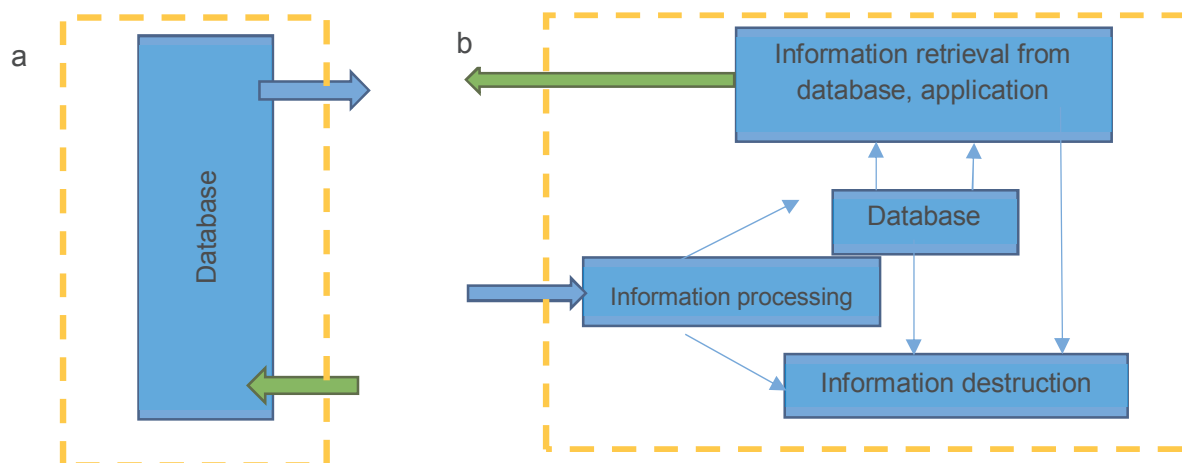 a
Database
b
Information retrieval from
database, application
Database
Information processing
Information destruction